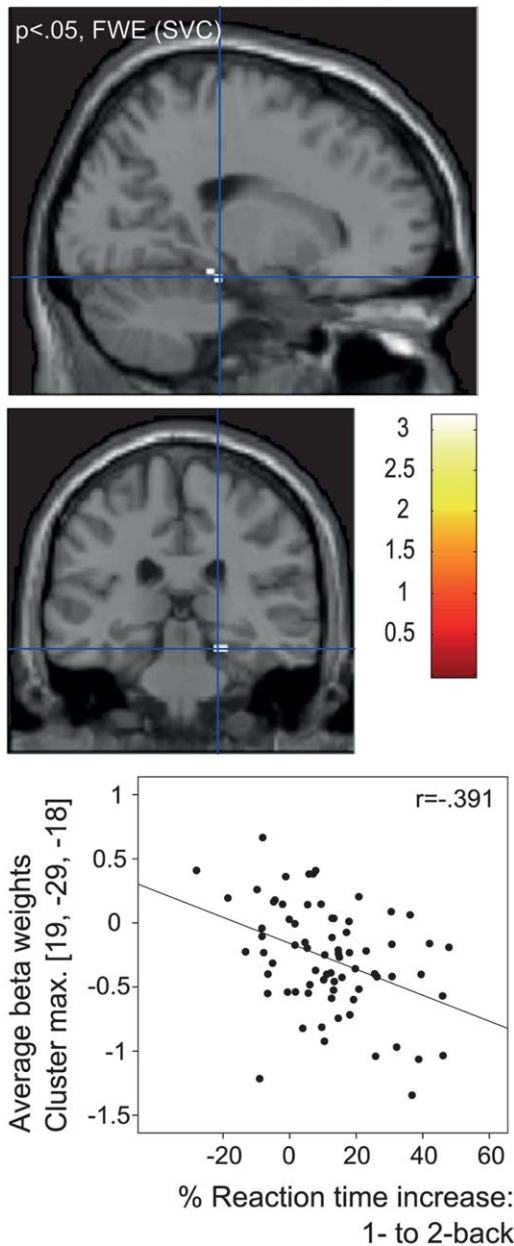 p<.05, FWE (SVC)
3
2.5
2
1.5
1
0.5
r=-.391
1
0.5
0
-0.5
-1
-1.5
Average beta weights
Cluster max. [19, -29, -18]
-20
0
20
40
60
% Reaction time increase:
1- to 2-back